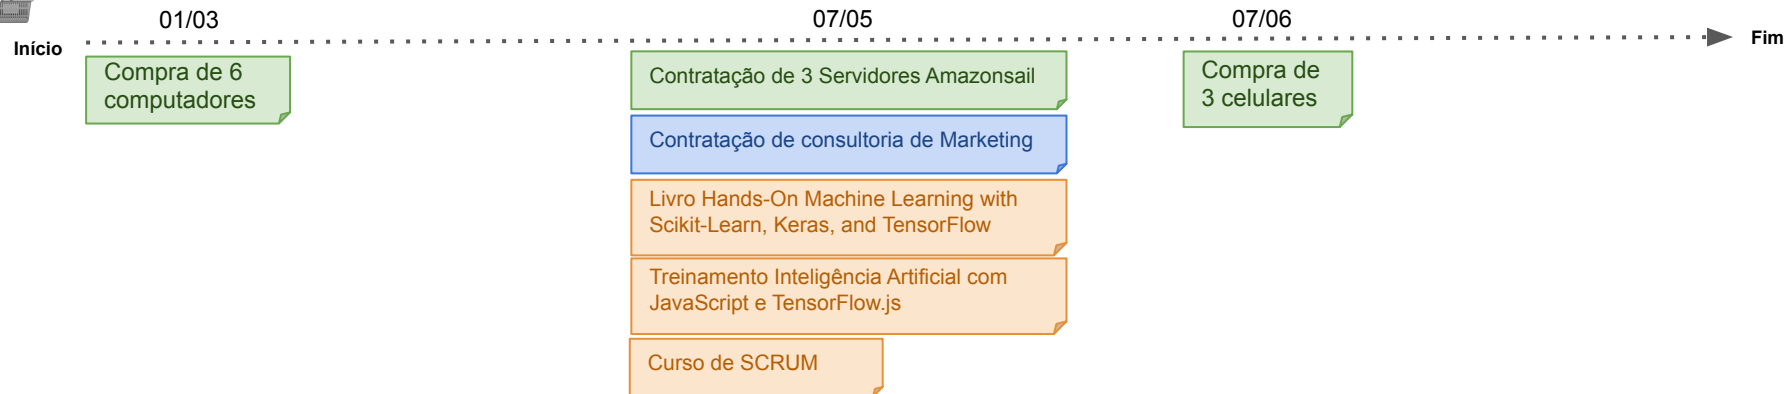 01/03
07/05
07/06
Início
Fim
Compra de 6
computadores
Contratação de 3 Servidores Amazonsail
Contratação de consultoria de Marketing
Livro Hands-On Machine Learning with
Scikit-Learn, Keras, and TensorFlow
Treinamento Inteligência Artificial com
JavaScript e TensorFlow.js
Curso de SCRUM
Compra de
3 celulares